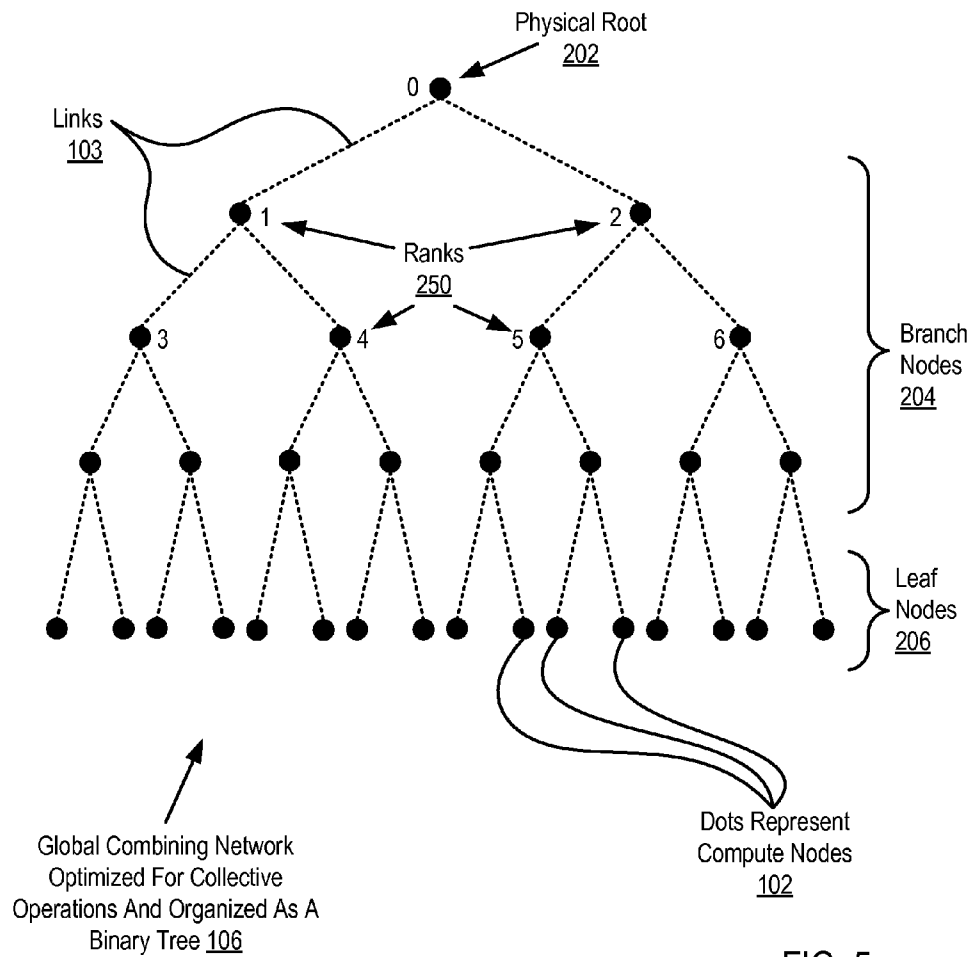 Physical Root
202
0
Links
103
1
2
Ranks
250
3
4
5
6
Branch
Nodes
204
Leaf
Nodes
206
Dots Represent
Compute Nodes
102
Global Combining Network
Optimized For Collective
Operations And Organized As A
Binary Tree 106